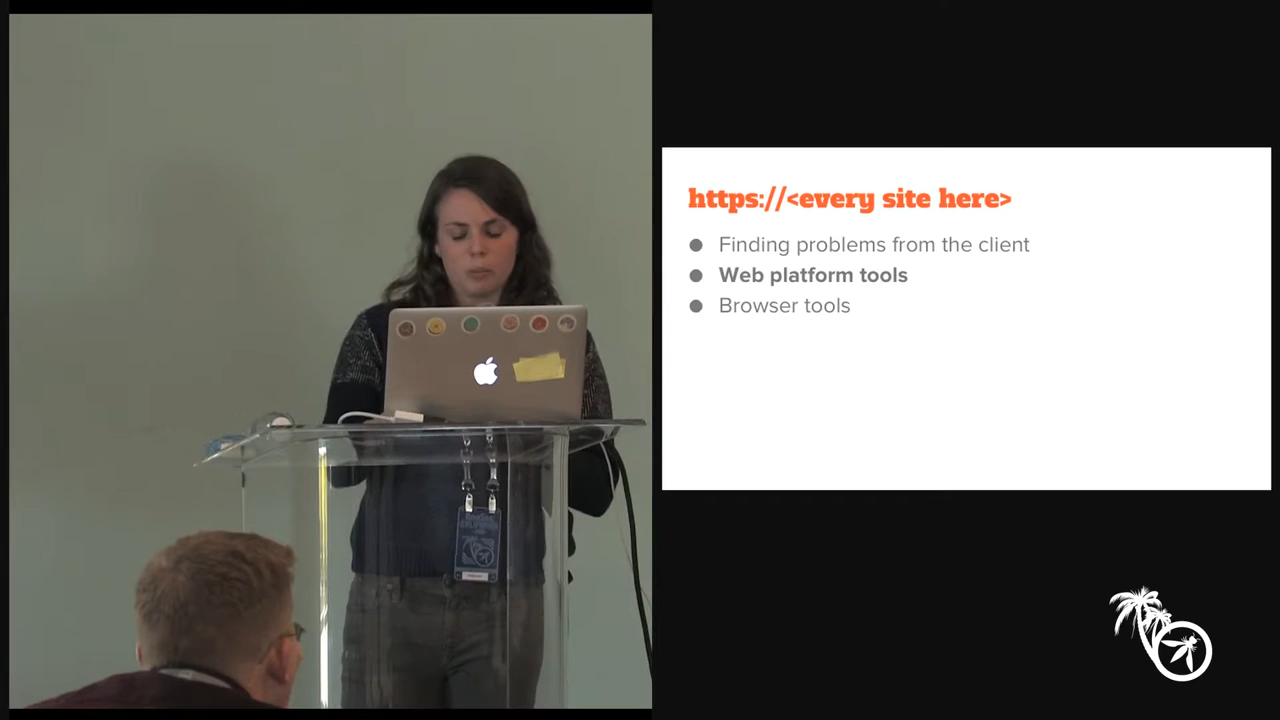 https://<every site here>
● Finding problems from the client
● Web platform tools
● Browser tools